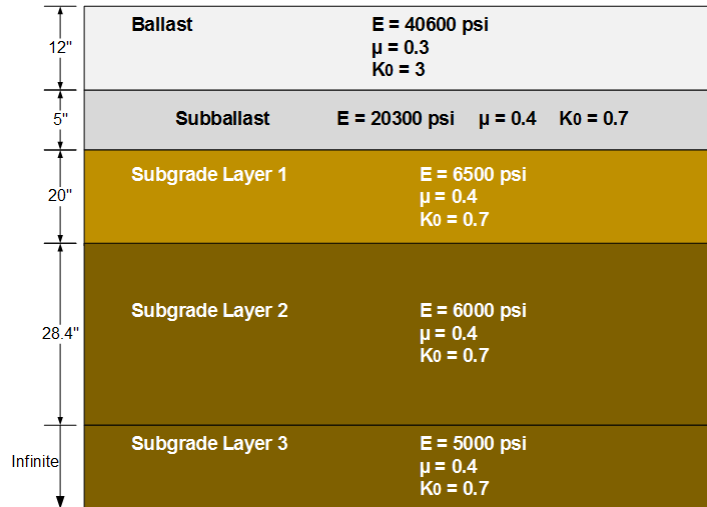 12"
Ballast
E = 40600 psi
μ = 0.3
K0 = 3
5"
Subballast E = 20300 psi μ = 0.4 K0 = 0.7
20"
Subgrade Layer 1
E = 6500 psi
μ = 0.4
K0 = 0.7
28.4"
Subgrade Layer 2
E = 6000 psi
μ = 0.4
K0 = 0.7
Infinite
Subgrade Layer 3
E = 5000 psi
μ = 0.4
K0 = 0.7